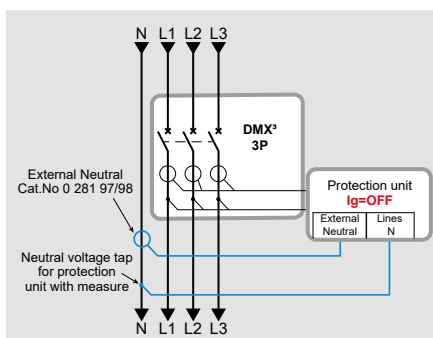 N L1 L2 L3
DMX³
3P
External Neutral
Cat.No 0 281 97/98
Protection unit
Ig=OFF
External
Neutral
Lines
N
Neutral voltage tap
for protection
unit with measure
N L1 L2 L3